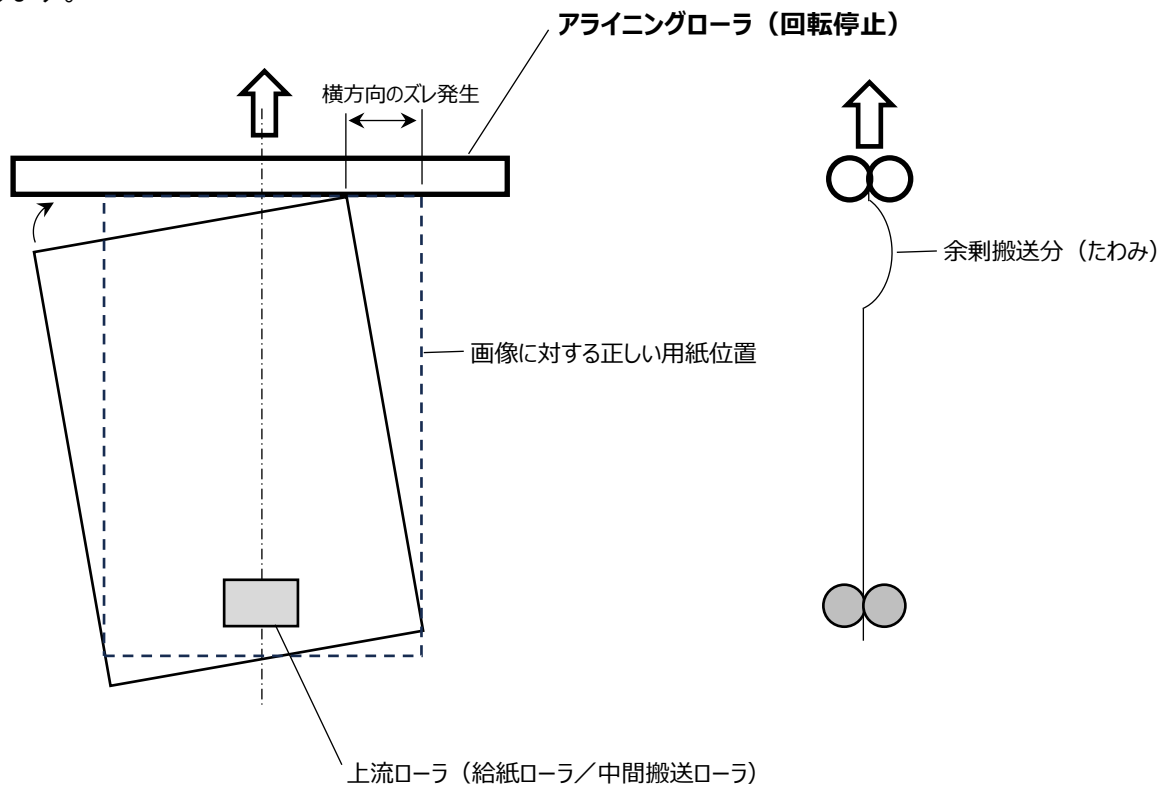 ます。
アライニングローラ（回転停止）
横方向のズレ発生
余剰搬送分（たわみ）
画像に対する正しい用紙位置
上流ローラ（給紙ローラ／中間搬送ローラ）